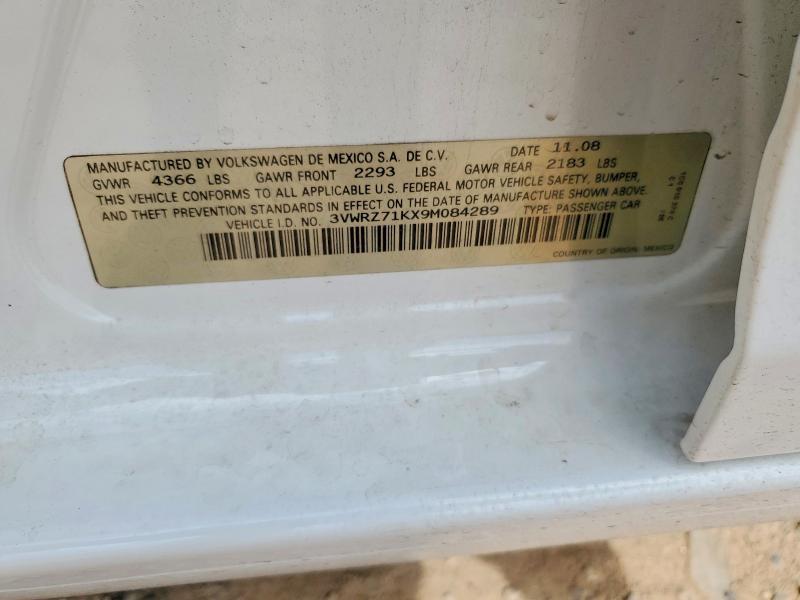 MANUFACTURED BY VOLKSWAGEN DE MEXICO S.A. DE C.V. DATE 11.08
GVWR 4366 LBS GAWR FRONT 2293 LBS GAWR REAR 2183 LBS
THIS VEHICLE CONFORMS TO ALL APPLICABLE U.S. FEDERAL MOTOR VEHICLE SAFETY, BUMPER,
AND THEFT PREVENTION STANDARDS IN EFFECT ON THE DATE OF MANUFACTURE SHOWN ABOVE.
VEHICLE I.D. NO. 3VWRZ71KX9M084289 TYPE: PASSENGER CAR
COUNTRY OF ORIGIN: MEXICO